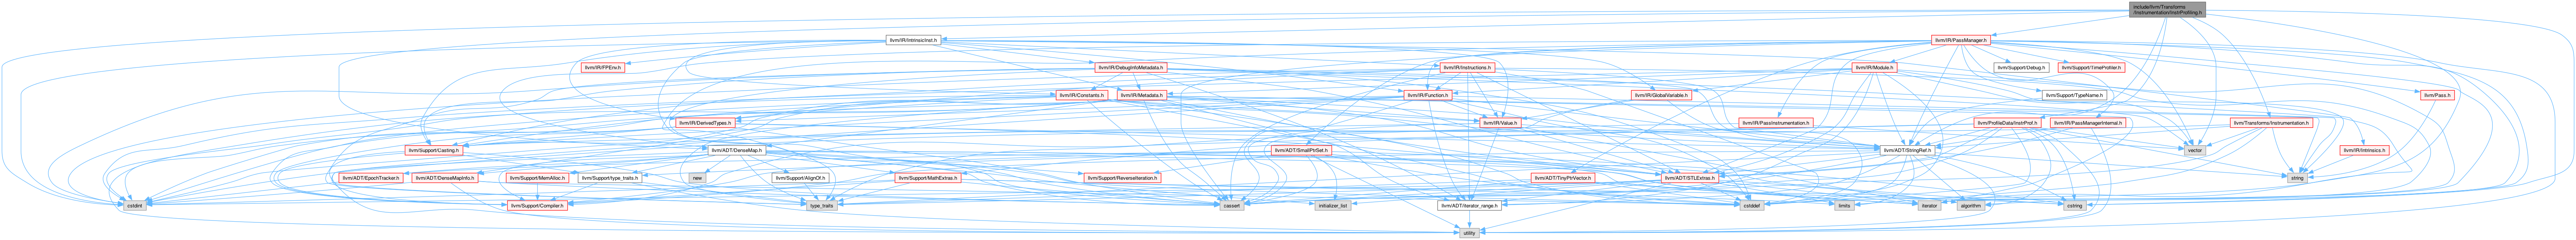 include/llvm/Transforms
/Instrumentation/InstrProfiling.h
llvm/IR/IntrinsicInst.h
llvm/IR/PassManager.h
llvm/IR/FPEnv.h
llvm/IR/DebugInfoMetadata.h
llvm/IR/Instructions.h
llvm/IR/Module.h
llvm/Support/Debug.h
llvm/Support/TimeProfiler.h
llvm/IR/Constants.h
llvm/IR/Metadata.h
llvm/IR/Function.h
llvm/IR/GlobalVariable.h
llvm/Support/TypeName.h
llvm/Pass.h
llvm/IR/DerivedTypes.h
llvm/IR/Value.h
llvm/IR/PassInstrumentation.h
llvm/ProfileData/InstrProf.h
llvm/IR/PassManagerInternal.h
llvm/Transforms/Instrumentation.h
llvm/Support/Casting.h
llvm/ADT/DenseMap.h
llvm/ADT/SmallPtrSet.h
llvm/ADT/StringRef.h
vector
llvm/IR/Intrinsics.h
llvm/ADT/EpochTracker.h
llvm/ADT/DenseMapInfo.h
llvm/Support/MemAlloc.h
llvm/Support/type_traits.h
new
llvm/Support/AlignOf.h
llvm/Support/MathExtras.h
llvm/Support/ReverseIteration.h
llvm/ADT/TinyPtrVector.h
llvm/ADT/STLExtras.h
string
cstdint
llvm/Support/Compiler.h
type_traits
cassert
initializer_list
llvm/ADT/iterator_range.h
cstddef
limits
iterator
algorithm
cstring
utility